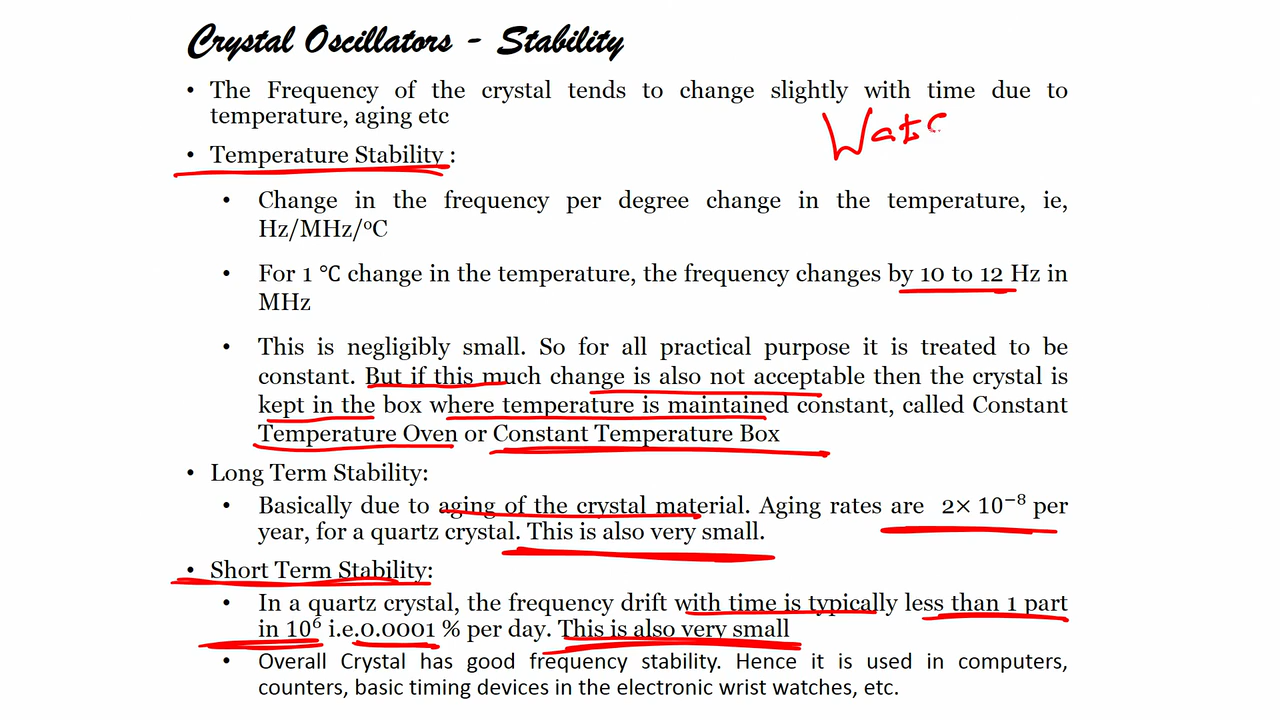 Crystal Oscillators - Stability
• The Frequency of the crystal tends to change slightly with time due to
temperature, aging etc
Wats
• Temperature Stability :
• Change in the frequency per degree change in the temperature, ie,
Hz/MHz/⁰C
• For 1 ℃ change in the temperature, the frequency changes by 10 to 12 Hz in
MHz
• This is negligibly small. So for all practical purpose it is treated to be
constant. But if this much change is also not acceptable then the crystal is
kept in the box where temperature is maintained constant, called Constant
Temperature Oven or Constant Temperature Box
• Long Term Stability:
• Basically due to aging of the crystal material. Aging rates are 2× 10⁻⁸ per
year, for a quartz crystal. This is also very small.
• Short Term Stability:
• In a quartz crystal, the frequency drift with time is typically less than 1 part
in 10⁶ i.e.0.0001 % per day. This is also very small
• Overall Crystal has good frequency stability. Hence it is used in computers,
counters, basic timing devices in the electronic wrist watches, etc.